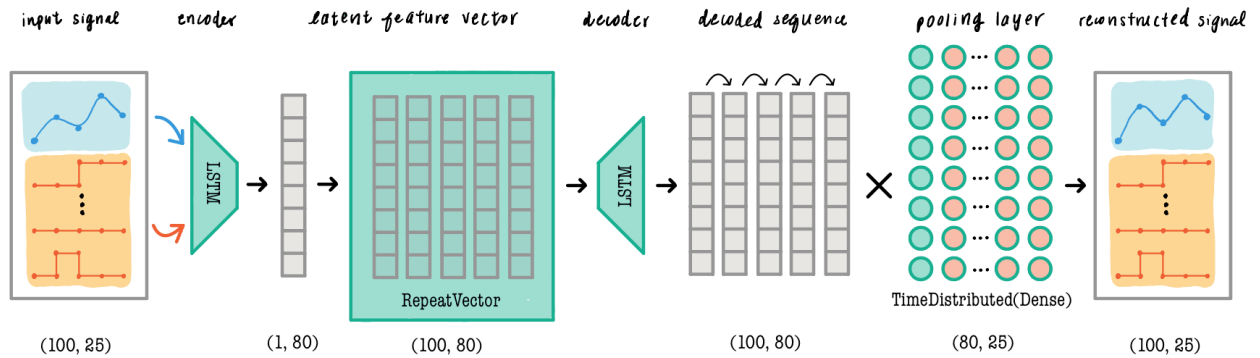 input signal
encoder
latent feature vector
decoder
decoded sequence
pooling layer
reconstructed signal
LSTM
RepeatVector
LSTM
TimeDistributed(Dense)
(100, 25)
(1, 80)
(100, 80)
(100, 80)
(80, 25)
(100, 25)